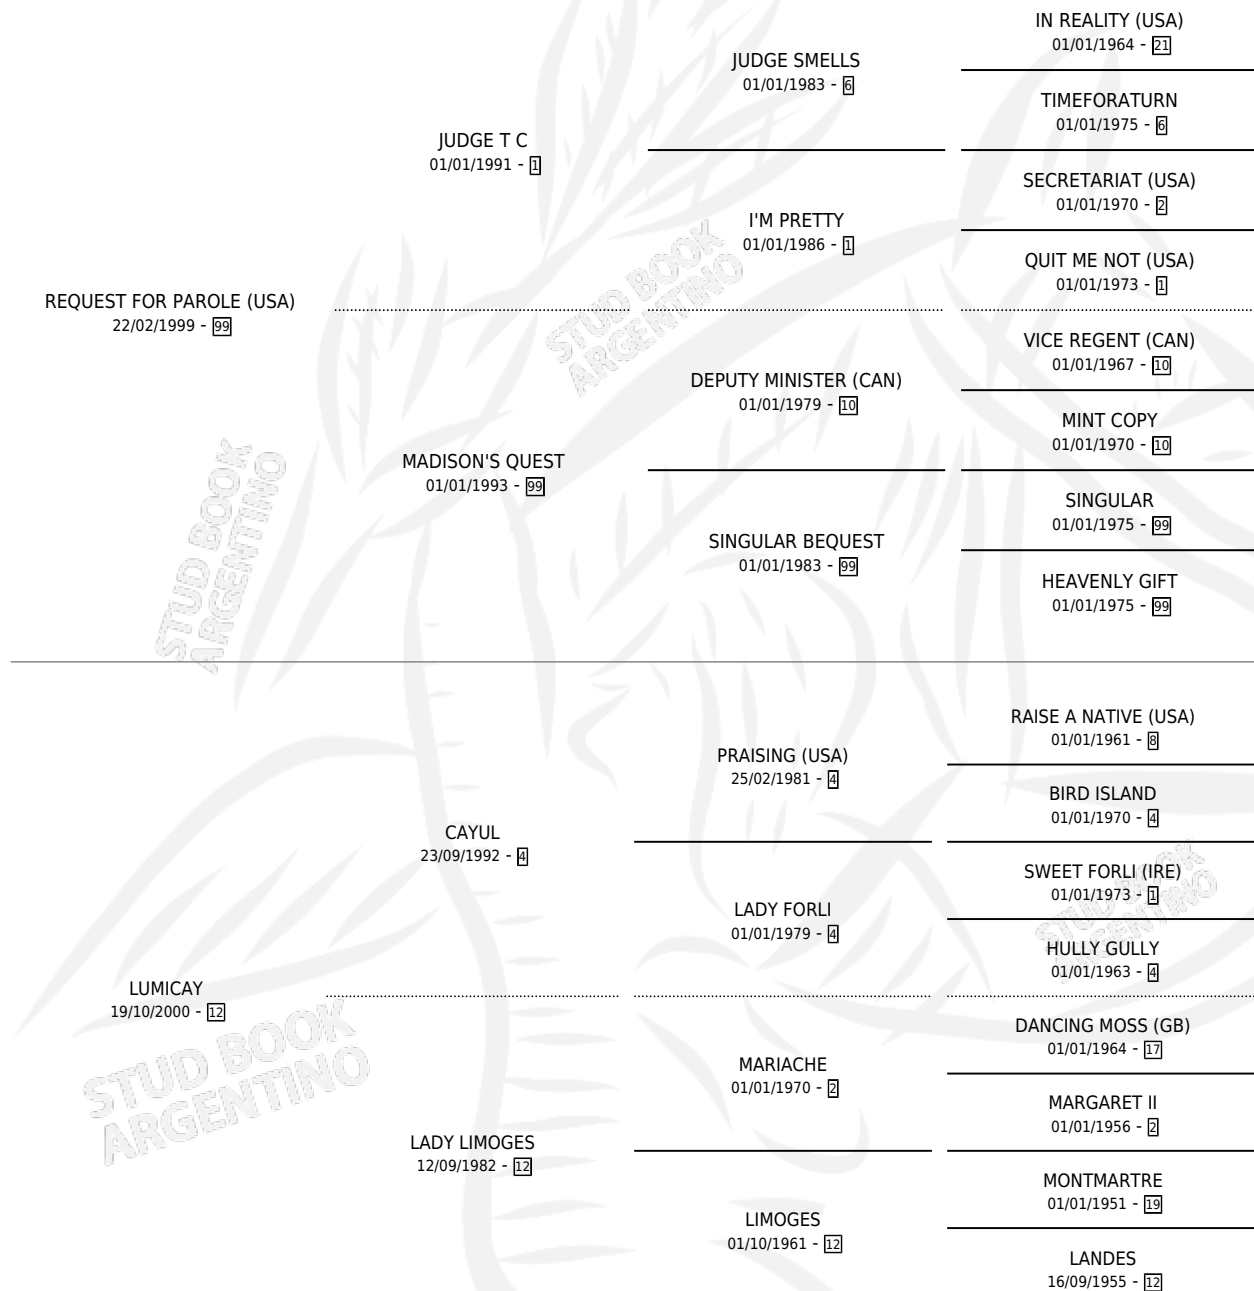 IN REALITY (USA)
01/01/1964 - 21
JUDGE SMELLS
01/01/1983 - 6
TIMEFORATURN
01/01/1975 - 6
JUDGE T C
01/01/1991 - 1
SECRETARIAT (USA)
01/01/1970 - 2
I'M PRETTY
01/01/1986 - 1
QUIT ME NOT (USA)
01/01/1973 - 1
REQUEST FOR PAROLE (USA)
22/02/1999 - 99
VICE REGENT (CAN)
01/01/1967 - 10
DEPUTY MINISTER (CAN)
01/01/1979 - 10
MINT COPY
01/01/1970 - 10
MADISON'S QUEST
01/01/1993 - 99
SINGULAR
01/01/1975 - 99
SINGULAR BEQUEST
01/01/1983 - 99
HEAVENLY GIFT
01/01/1975 - 99
RAISE A NATIVE (USA)
01/01/1961 - 8
PRAISING (USA)
25/02/1981 - 4
BIRD ISLAND
01/01/1970 - 4
CAYUL
23/09/1992 - 4
SWEET FORLI (IRE)
01/01/1973 - 1
LADY FORLI
01/01/1979 - 4
HULLY GULLY
01/01/1963 - 4
LUMICAY
19/10/2000 - 12
DANCING MOSS (GB)
01/01/1964 - 17
MARIACHE
01/01/1970 - 2
MARGARET II
01/01/1956 - 2
LADY LIMOGES
12/09/1982 - 12
MONTMARTRE
01/01/1951 - 19
LIMOGES
01/10/1961 - 12
LANDES
16/09/1955 - 12
STUD BOOK
ARGENTINO
STUD BOOK
ARGENTINO
STUD BOOK
ARGENTINO
STUD BOOK
ARGENTINO